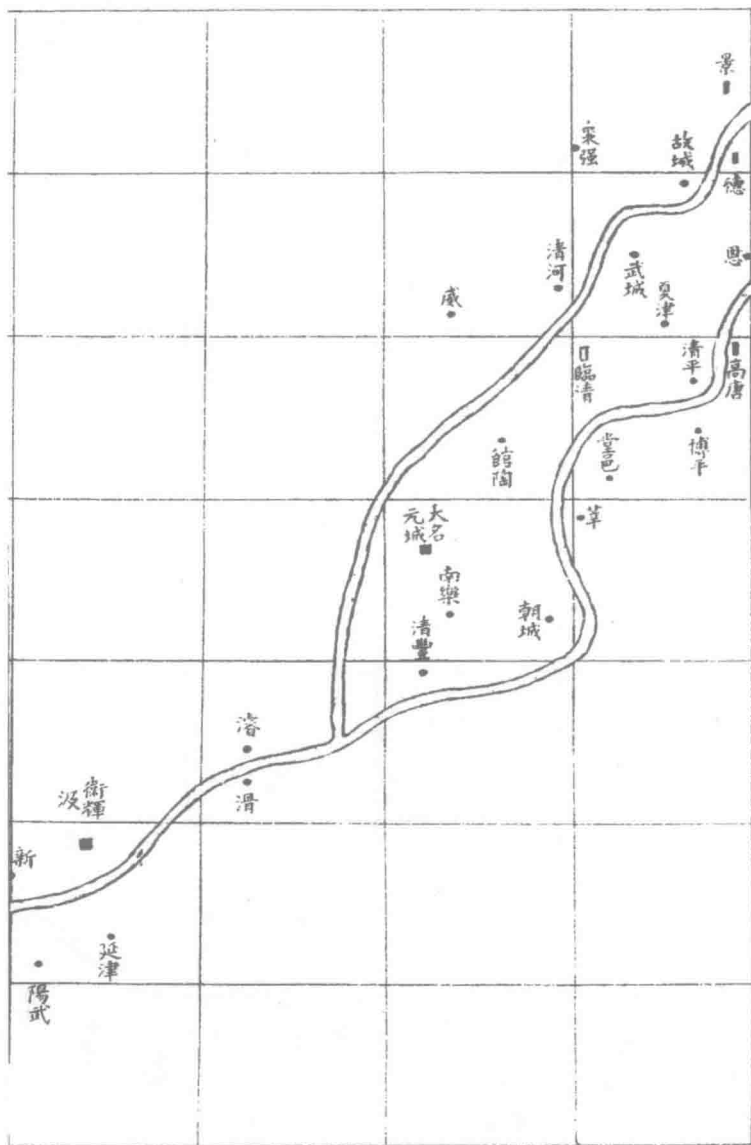 景
棗强
故城
德
恩
武城
清河
夏津
威
清平
高唐
臨清
博平
堂邑
館陶
莘
大名
元城
南樂
朝城
清豐
濬
滑
衛輝
汲
新
延津
陽武